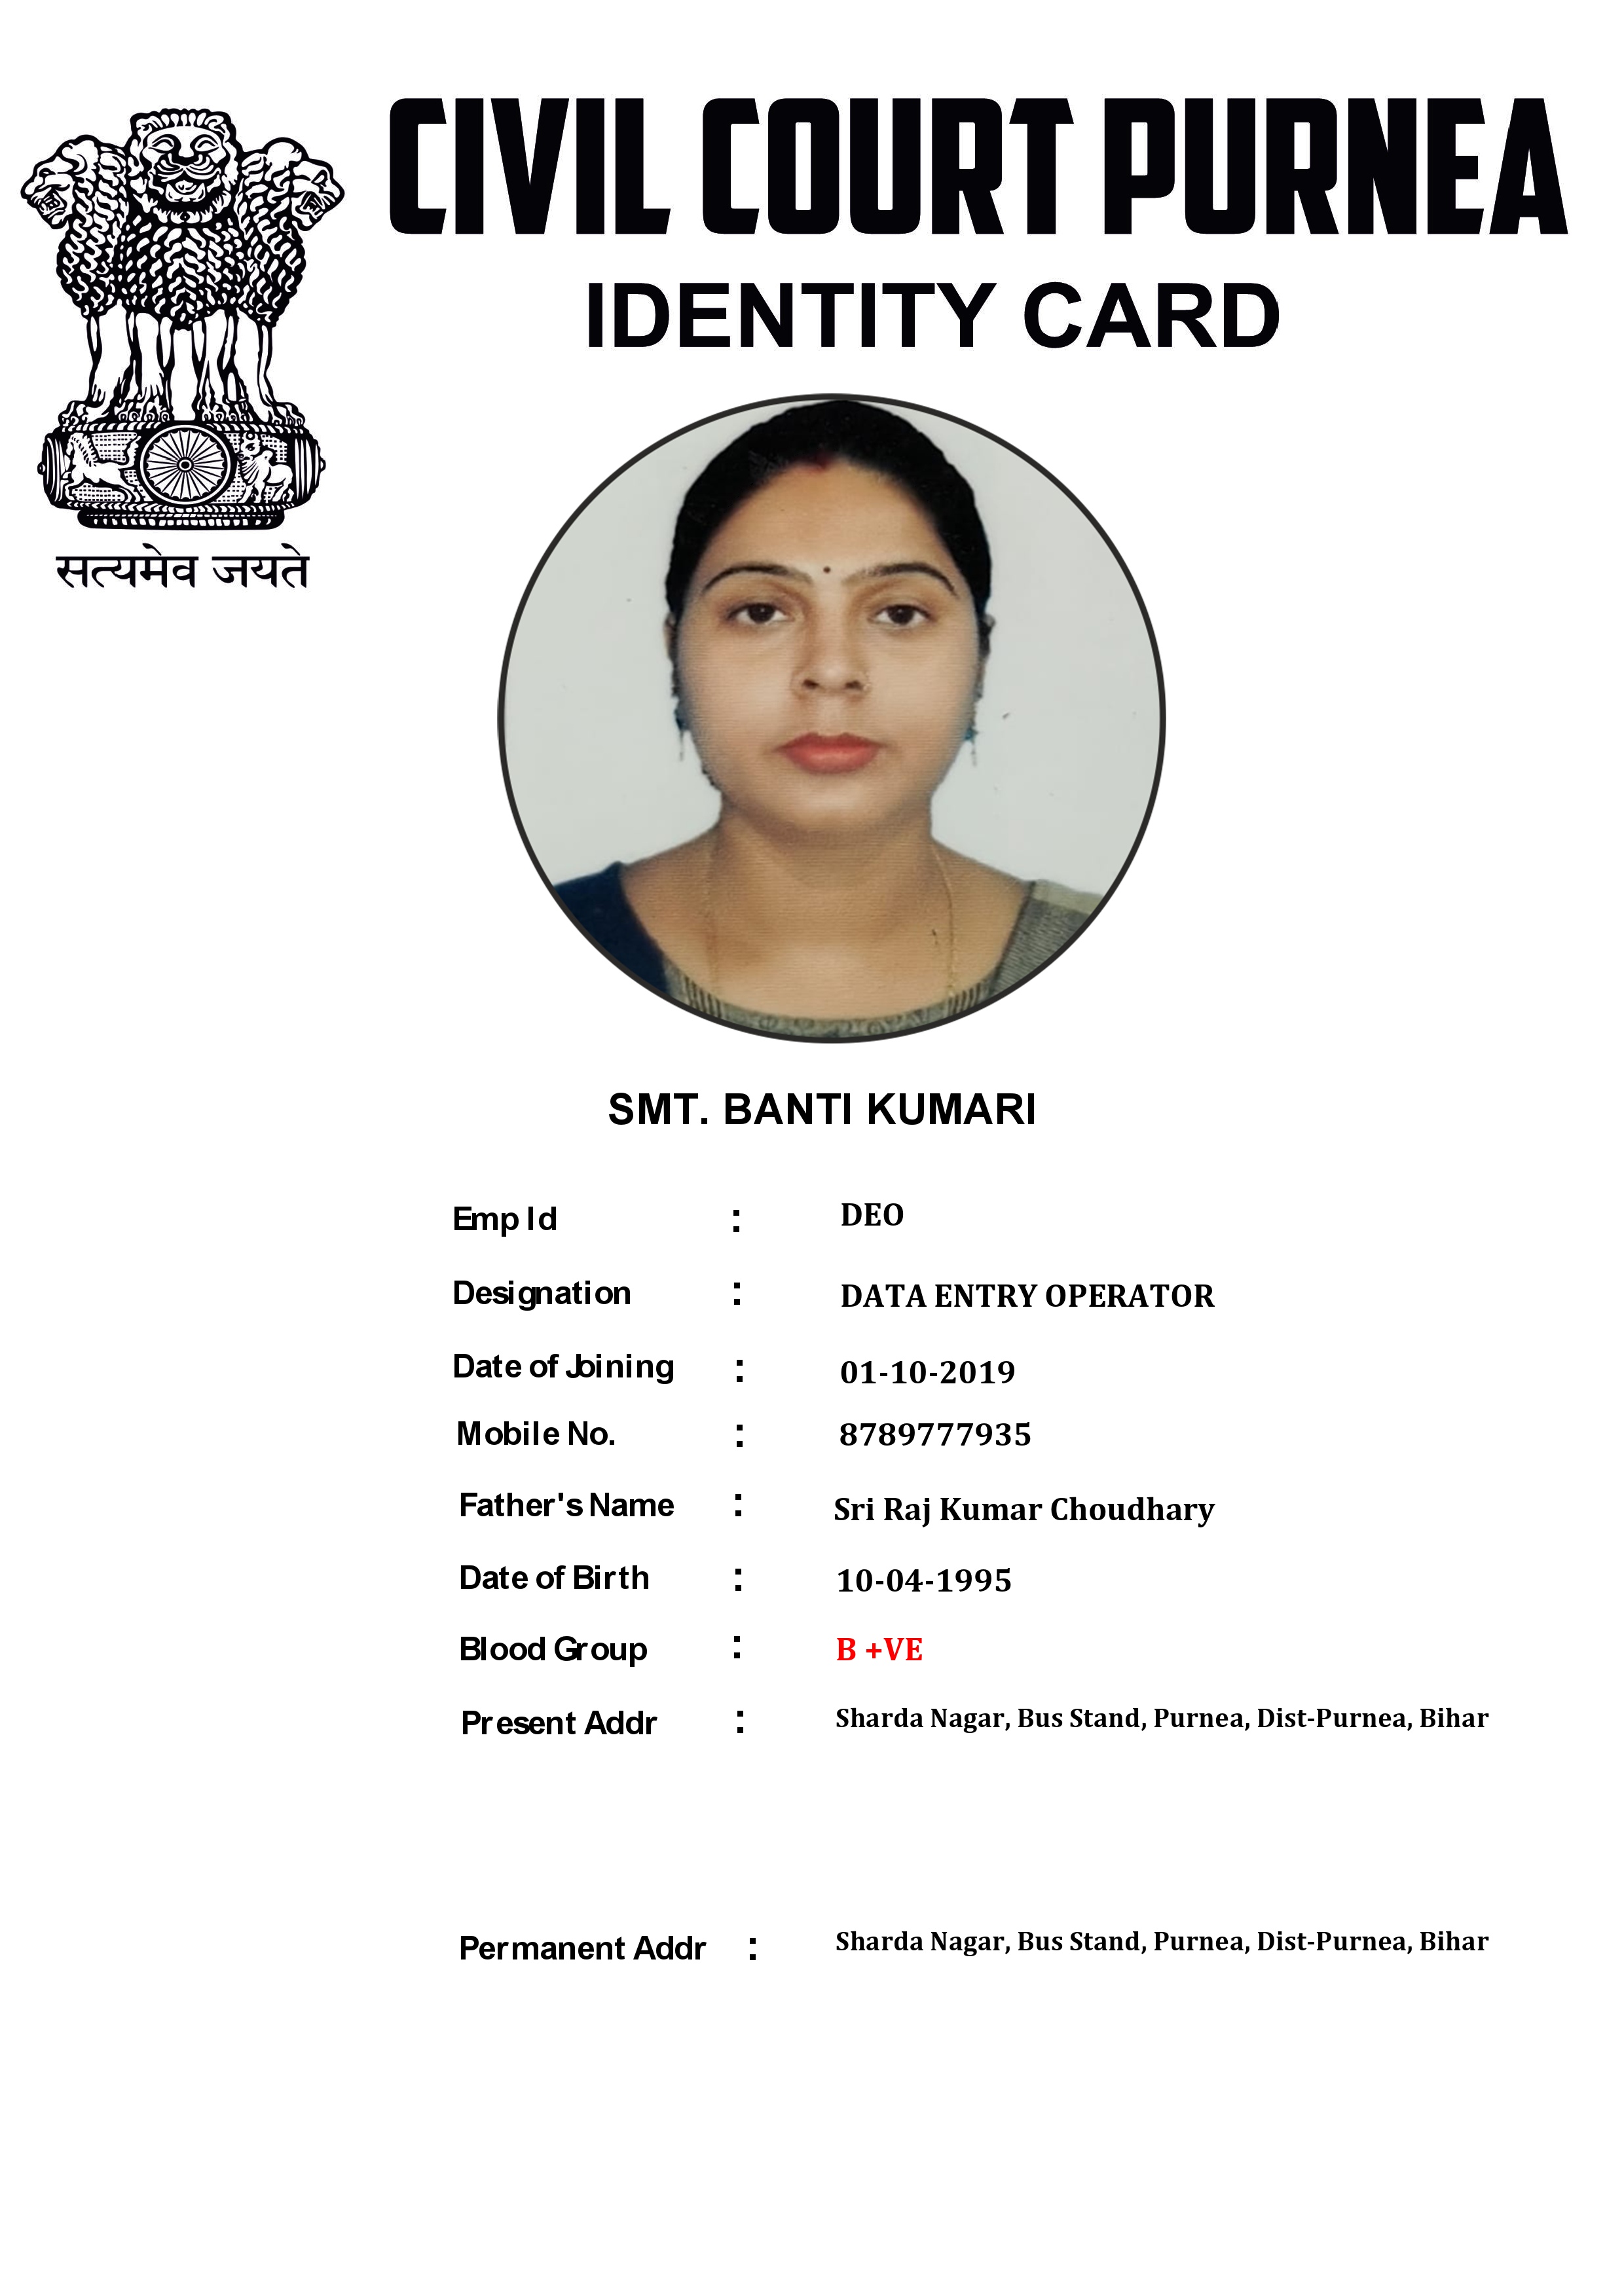 CIVIL COURT PURNEA
IDENTITY CARD
सत्यमेव जयते
SMT. BANTI KUMARI
Emp Id : DEO
Designation : DATA ENTRY OPERATOR
Date of Joining : 01-10-2019
Mobile No. : 8789777935
Father's Name : Sri Raj Kumar Choudhary
Date of Birth : 10-04-1995
Blood Group : B +VE
Present Addr : Sharda Nagar, Bus Stand, Purnea, Dist-Purnea, Bihar
Permanent Addr : Sharda Nagar, Bus Stand, Purnea, Dist-Purnea, Bihar